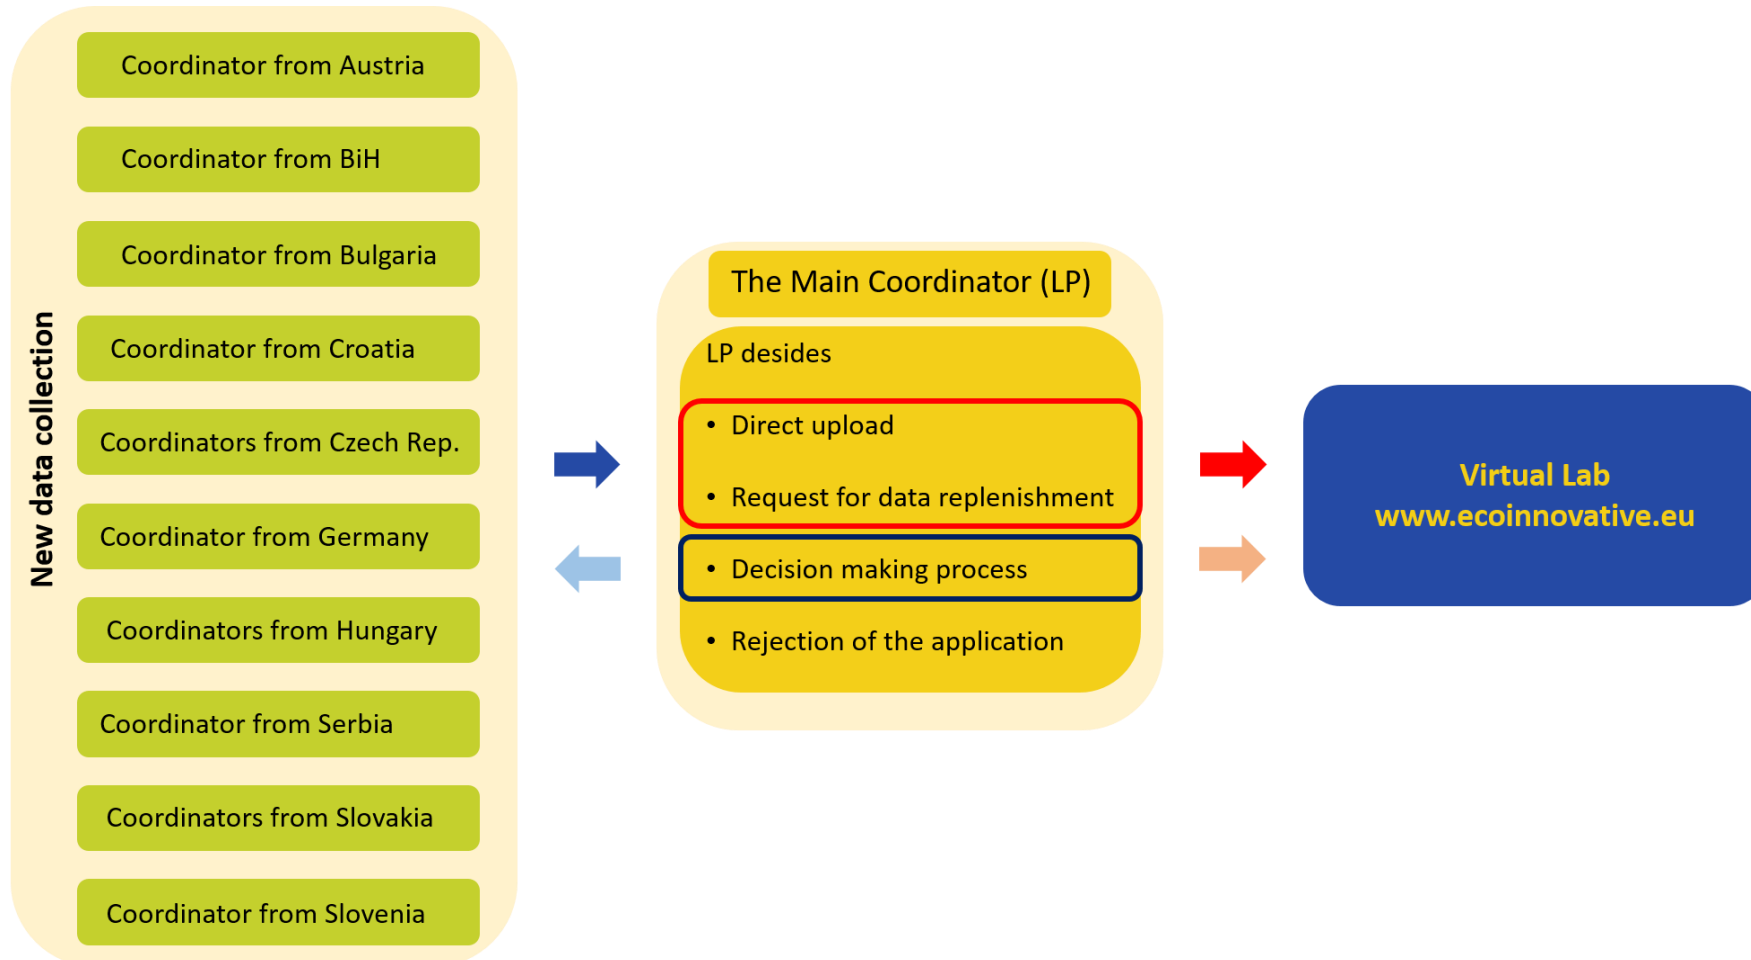 New data collection
Coordinator from Austria
Coordinator from BiH
Coordinator from Bulgaria
Coordinator from Croatia
Coordinators from Czech Rep.
Coordinator from Germany
Coordinators from Hungary
Coordinator from Serbia
Coordinators from Slovakia
Coordinator from Slovenia
The Main Coordinator (LP)
LP desides
• Direct upload
• Request for data replenishment
• Decision making process
• Rejection of the application
Virtual Lab
www.ecoinnovative.eu